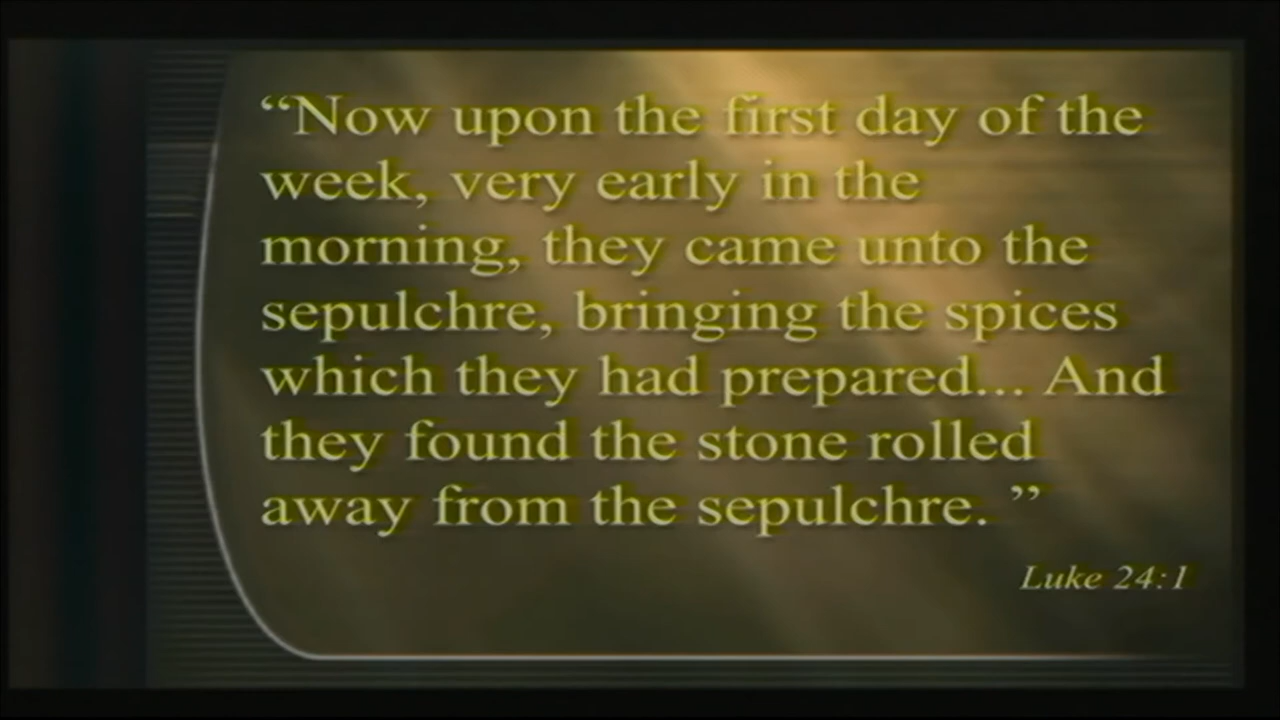 “Now upon the first day of the
week, very early in the
morning, they came unto the
sepulchre, bringing the spices
which they had prepared... And
they found the stone rolled
away from the sepulchre. ”
Luke 24:1